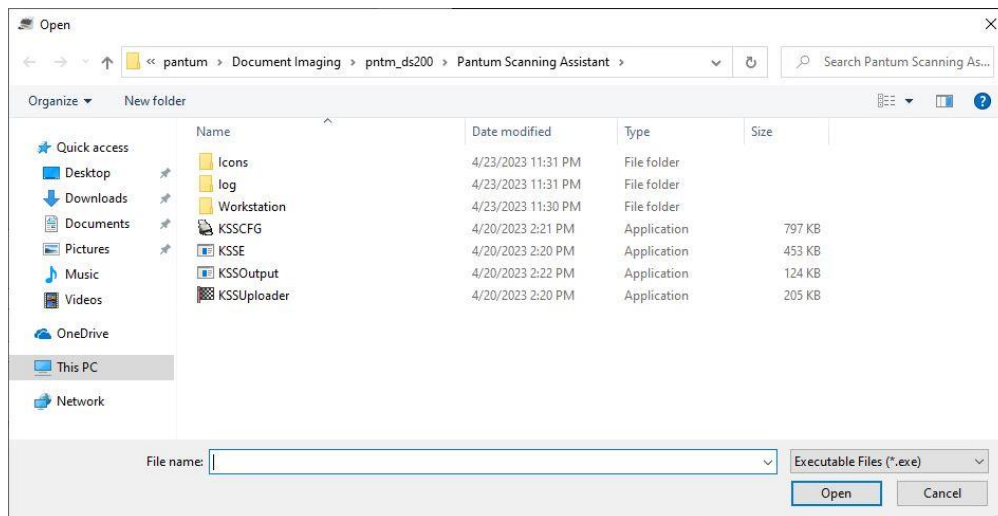 Open
« pantum > Document Imaging > pntm_ds200 > Pantum Scanning Assistant >
Search Pantum Scanning As...
Organize New folder
Name Date modified Type Size
Quick access
Desktop
Downloads
Documents
Pictures
Music
Videos
OneDrive
This PC
Network
Icons 4/23/2023 11:31 PM File folder
log 4/23/2023 11:31 PM File folder
Workstation 4/23/2023 11:30 PM File folder
KSSCFG 4/20/2023 2:21 PM Application 797 KB
KSSE 4/20/2023 2:20 PM Application 453 KB
KSSOutput 4/20/2023 2:22 PM Application 124 KB
KSSUploader 4/20/2023 2:20 PM Application 205 KB
File name:
Executable Files (*.exe)
Open Cancel